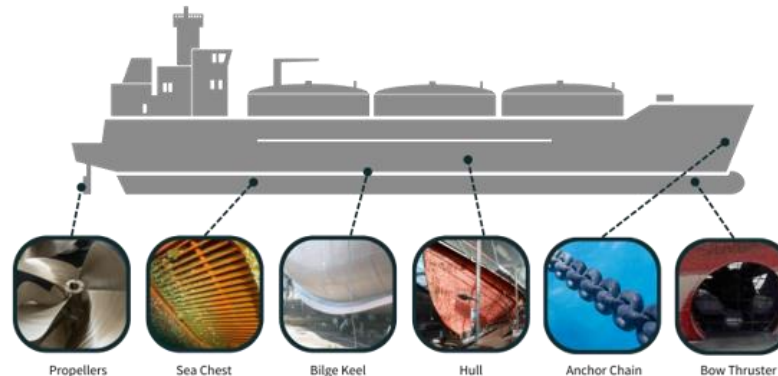 Propellers
Sea Chest
Bilge Keel
Hull
Anchor Chain
Bow Thruster